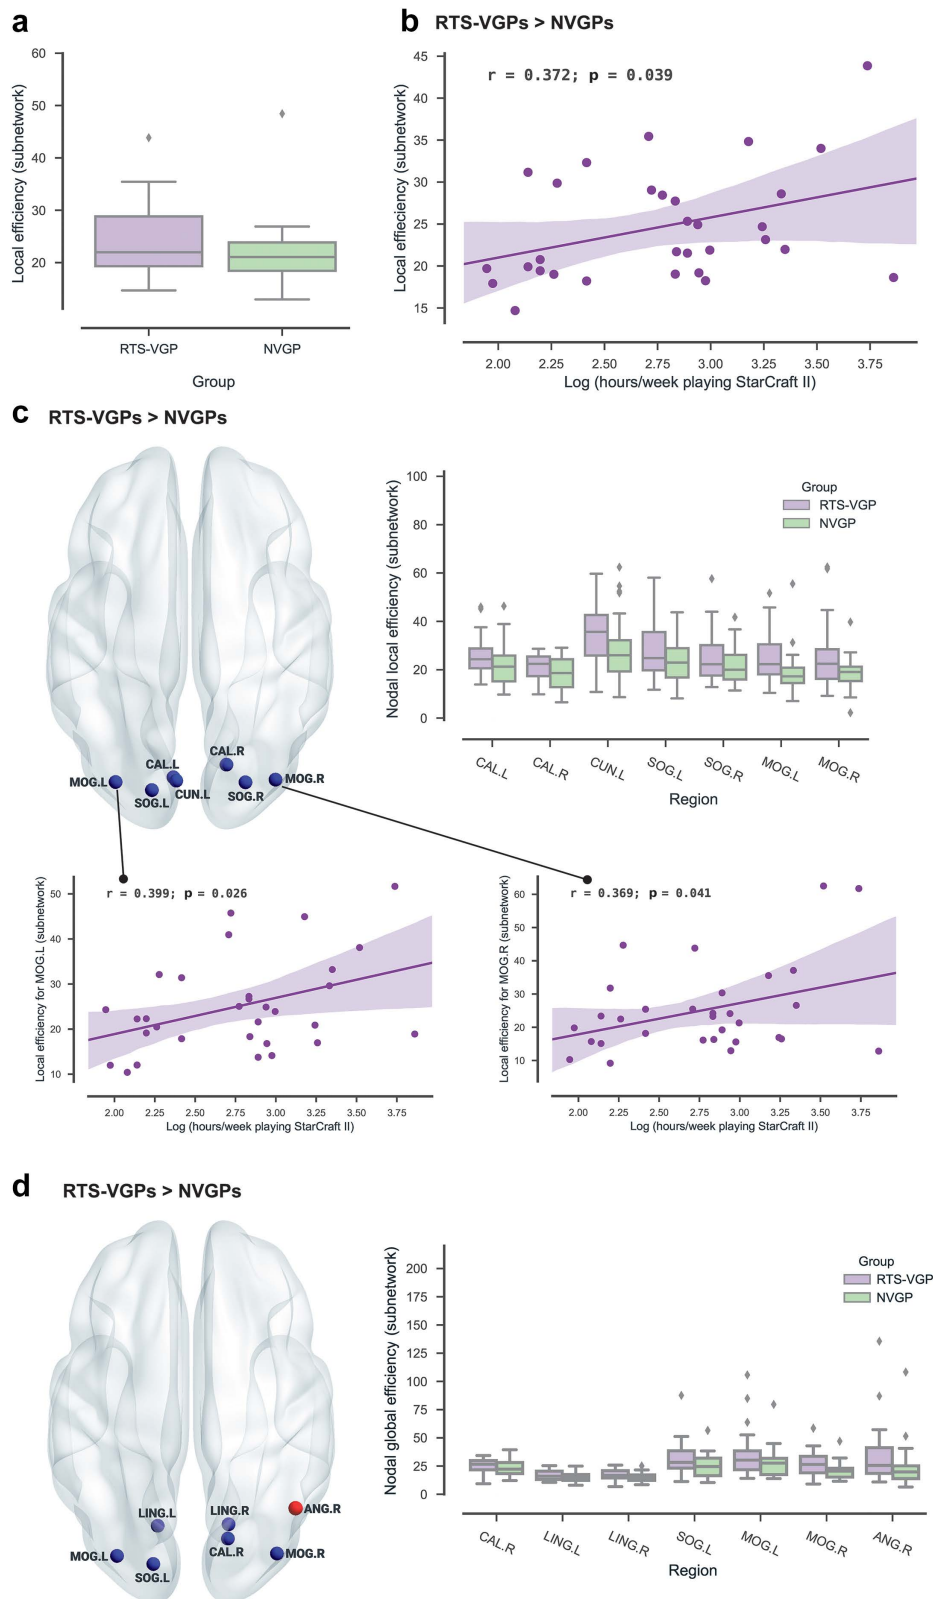 a
60
50
40
30
20
Local efficiency (subnetwork)
RTS-VGP
NVGP
Group
b
RTS-VGPs > NVGPs
r = 0.372; p = 0.039
45
40
35
30
25
20
15
Local effieciency (subnetwork)
2.00 2.25 2.50 2.75 3.00 3.25 3.50 3.75
Log (hours/week playing StarCraft II)
c
RTS-VGPs > NVGPs
MOG.L
SOG.L
CAL.L
CUN.L
CAL.R
SOG.R
MOG.R
100
80
60
40
20
0
Nodal local efficiency (subnetwork)
Group
RTS-VGP
NVGP
CAL.L
CAL.R
CUN.L
SOG.L
SOG.R
MOG.L
MOG.R
Region
r = 0.399; p = 0.026
50
40
30
20
10
Local efficiency for MOG.L (subnetwork)
2.00 2.25 2.50 2.75 3.00 3.25 3.50 3.75
Log (hours/week playing StarCraft II)
r = 0.369; p = 0.041
60
50
40
30
20
10
Local efficiency for MOG.R (subnetwork)
2.00 2.25 2.50 2.75 3.00 3.25 3.50 3.75
Log (hours/week playing StarCraft II)
d
RTS-VGPs > NVGPs
LING.L
LING.R
ANG.R
CAL.R
MOG.L
MOG.R
SOG.L
200
175
150
125
100
75
50
25
0
Nodal global efficiency (subnetwork)
Group
RTS-VGP
NVGP
CAL.R
LING.L
LING.R
SOG.L
MOG.L
MOG.R
ANG.R
Region